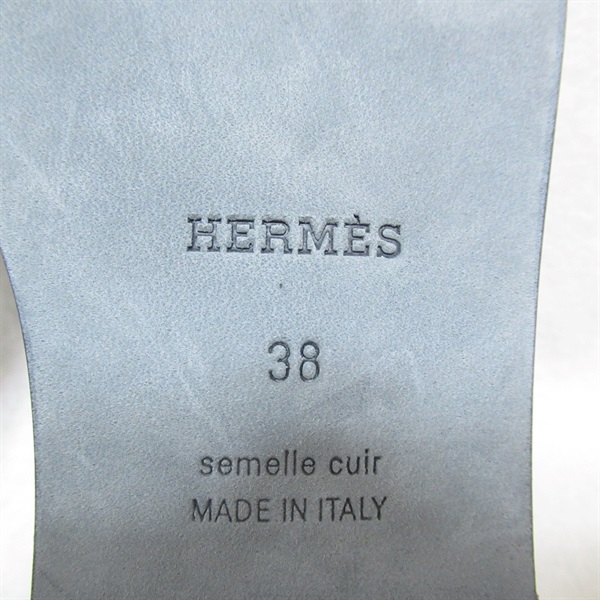 HERMÈS
38
semelle cuir
MADE IN ITALY